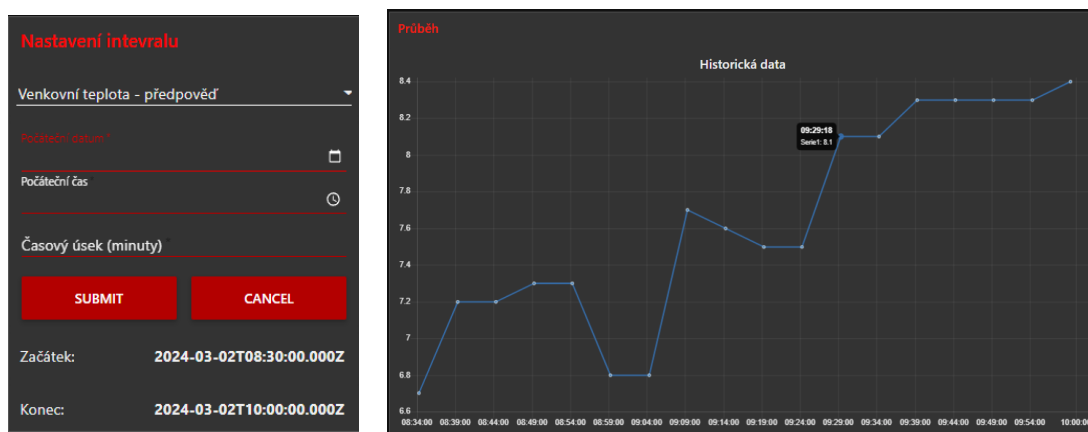 Nastavení intevralu
Venkovní teplota - předpověď
Počáteční datum *
Počáteční čas
Časový úsek (minuty) *
SUBMIT
CANCEL
Začátek:
2024-03-02T08:30:00.000Z
Konec:
2024-03-02T10:00:00.000Z
Průběh
Historická data
8.4
8.2
8
7.8
7.6
7.4
7.2
7
6.8
6.6
09:29:18
Serie1: 8.1
08:34:00 08:39:00 08:44:00 08:49:00 08:54:00 08:59:00 09:04:00 09:09:00 09:14:00 09:19:00 09:24:00 09:29:00 09:34:00 09:39:00 09:44:00 09:49:00 09:54:00 10:00:0